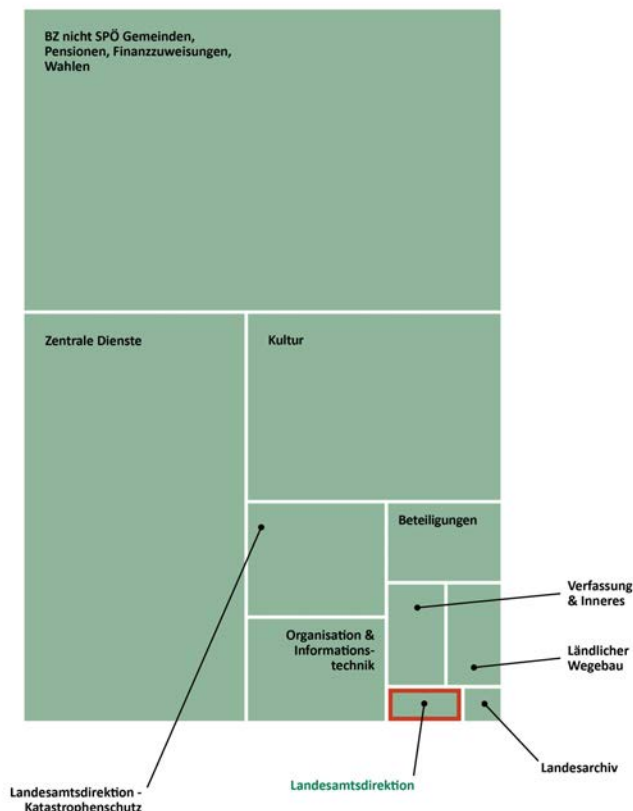 BZ nicht SPÖ Gemeinden,
Pensionen, Finanzzuweisungen,
Wahlen
Zentrale Dienste
Kultur
Beteiligungen
Verfassung
& Inneres
Organisation &
Informations-
technik
Ländlicher
Wegebau
Landesarchiv
Landesamtsdirektion
Landesamtsdirektion -
Katastrophenschutz